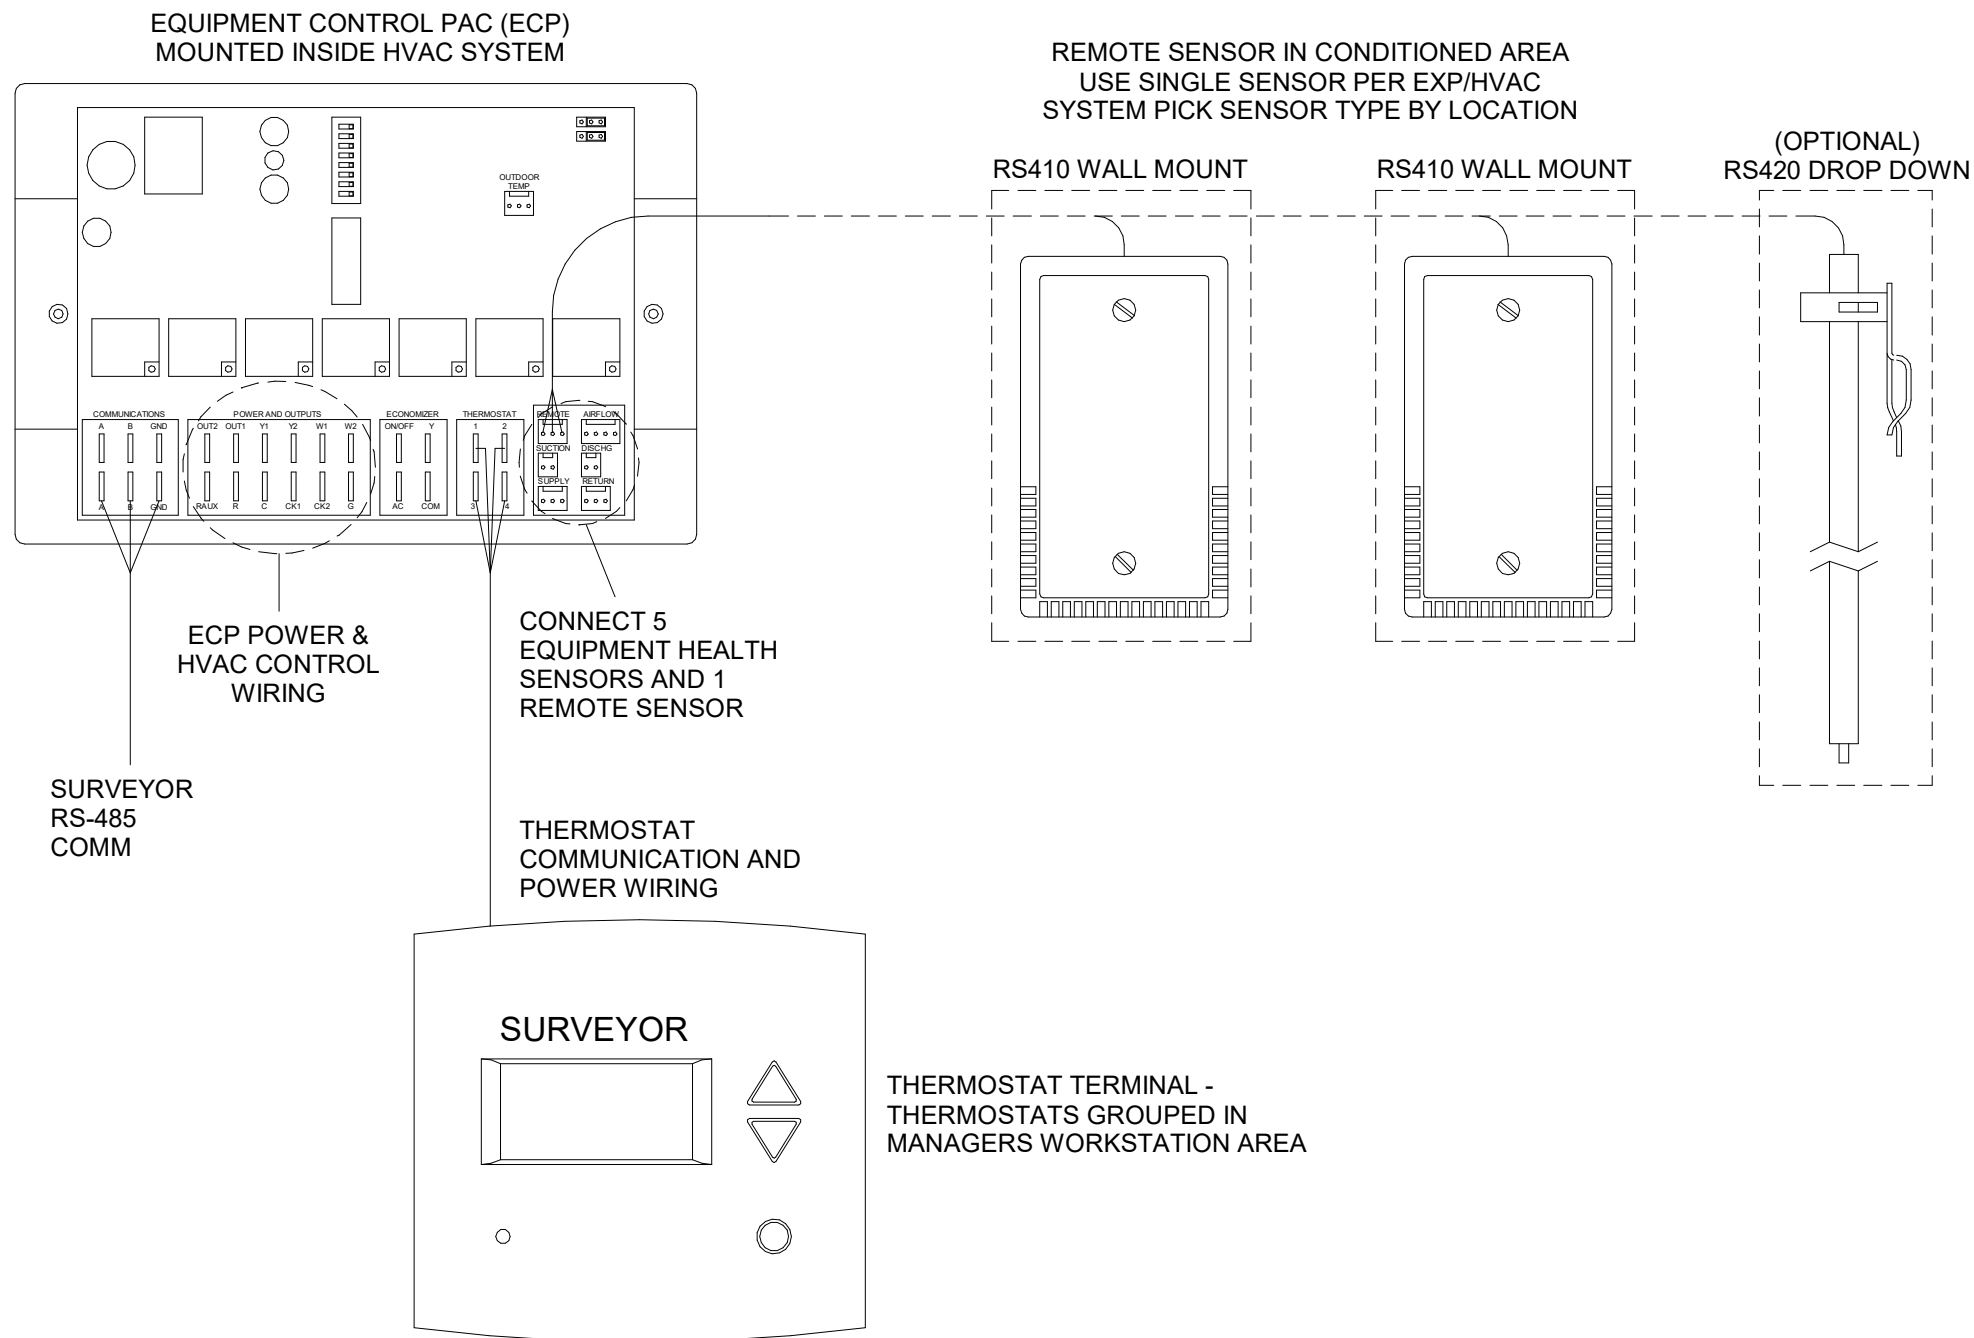 EQUIPMENT CONTROL PAC (ECP)
MOUNTED INSIDE HVAC SYSTEM
REMOTE SENSOR IN CONDITIONED AREA
USE SINGLE SENSOR PER EXP/HVAC
SYSTEM PICK SENSOR TYPE BY LOCATION
RS410 WALL MOUNT
RS410 WALL MOUNT
(OPTIONAL)
RS420 DROP DOWN
OUTDOOR
TEMP
COMMUNICATIONS
A B GND
A B GND
POWER AND OUTPUTS
OUT2 OUT1 Y1 Y2 W1 W2
RAUX R C CK1 CK2 G
ECONOMIZER
ON/OFF Y
AC COM
THERMOSTAT
1 2
3 4
REMOTE AIRFLOW
SUCTION DISCHG
SUPPLY RETURN
ECP POWER &
HVAC CONTROL
WIRING
CONNECT 5
EQUIPMENT HEALTH
SENSORS AND 1
REMOTE SENSOR
SURVEYOR
RS-485
COMM
THERMOSTAT
COMMUNICATION AND
POWER WIRING
SURVEYOR
THERMOSTAT TERMINAL -
THERMOSTATS GROUPED IN
MANAGERS WORKSTATION AREA